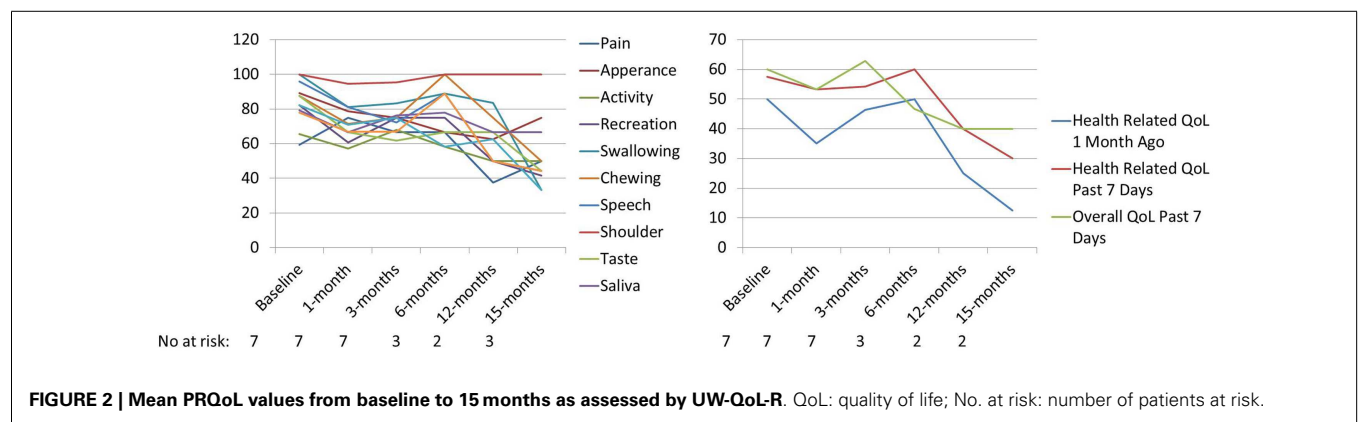 120
100
80
60
40
20
0
Baseline
1-month
3-months
6-months
12-months
15-months
No at risk: 7 7 7 3 2 3
Pain
Apperance
Activity
Recreation
Swallowing
Chewing
Speech
Shoulder
Taste
Saliva
70
60
50
40
30
20
10
0
Baseline
1-month
3-months
6-months
12-months
15-months
7 7 7 3 2 2
Health Related QoL
1 Month Ago
Health Related QoL
Past 7 Days
Overall QoL Past 7
Days
FIGURE 2 | Mean PRQoL values from baseline to 15 months as assessed by UW-QoL-R. QoL: quality of life; No. at risk: number of patients at risk.